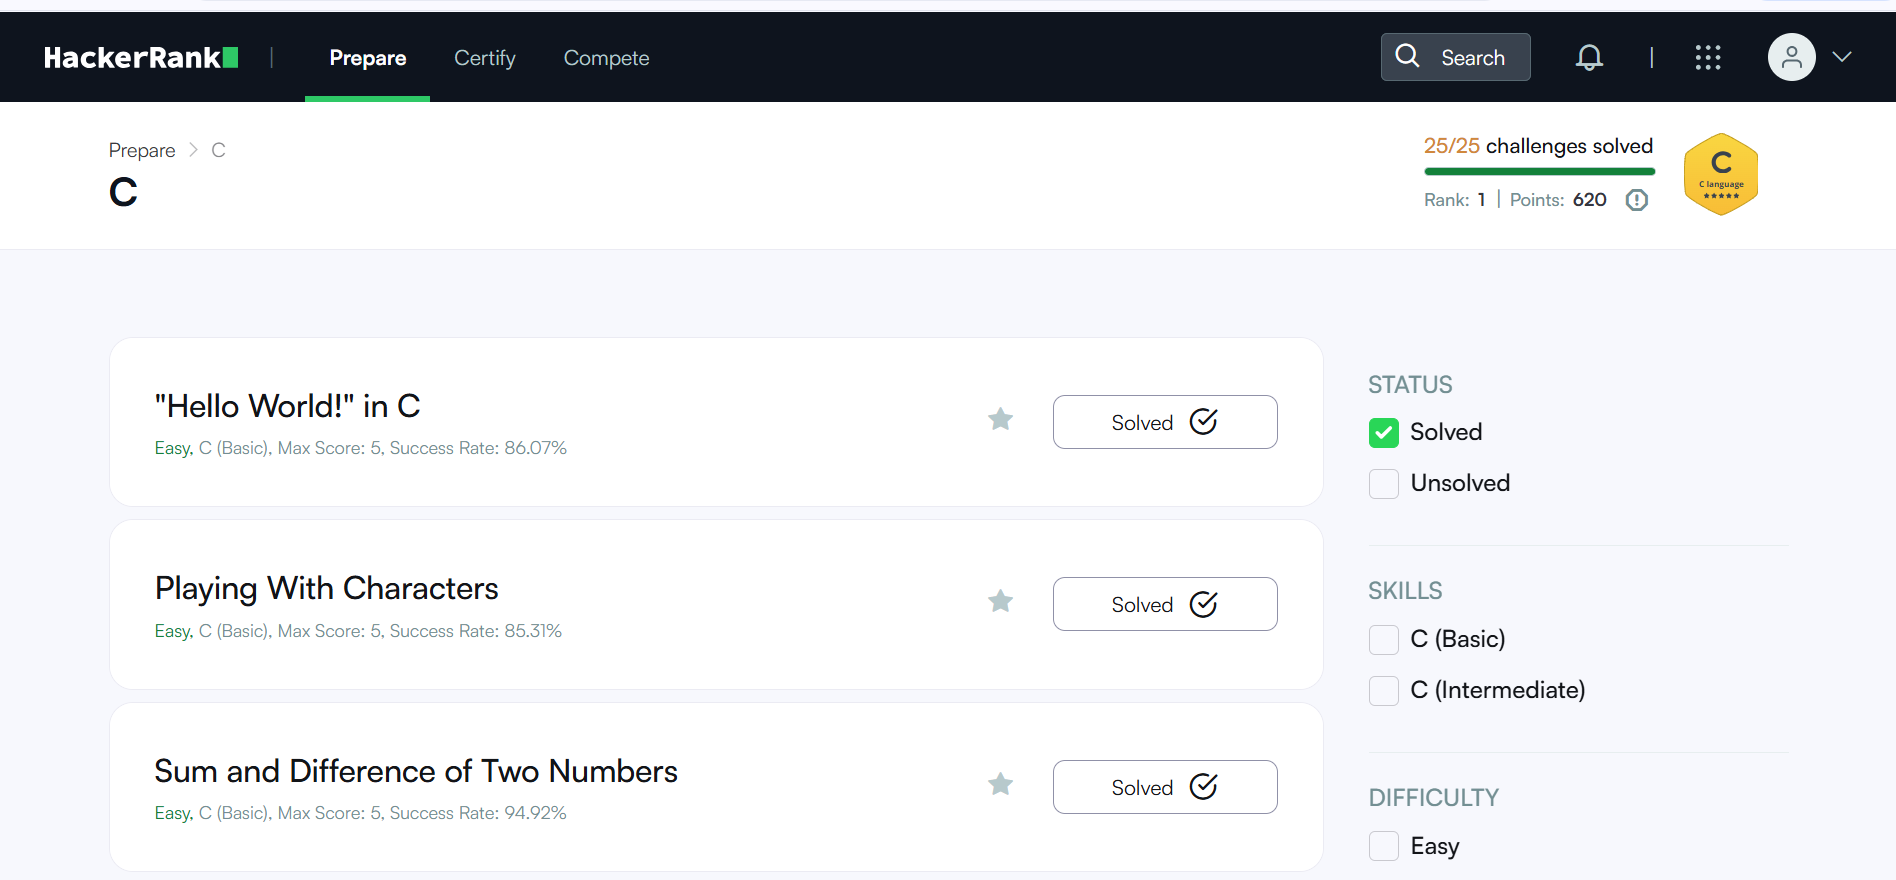 HackerRank | Prepare Certify Compete Search |
Prepare > C
C
25/25 challenges solved
Rank: 1 | Points: 620
C
C language
"Hello World!" in C
Easy, C (Basic), Max Score: 5, Success Rate: 86.07%
Solved
Playing With Characters
Easy, C (Basic), Max Score: 5, Success Rate: 85.31%
Solved
Sum and Difference of Two Numbers
Easy, C (Basic), Max Score: 5, Success Rate: 94.92%
Solved
STATUS
Solved
Unsolved
SKILLS
C (Basic)
C (Intermediate)
DIFFICULTY
Easy